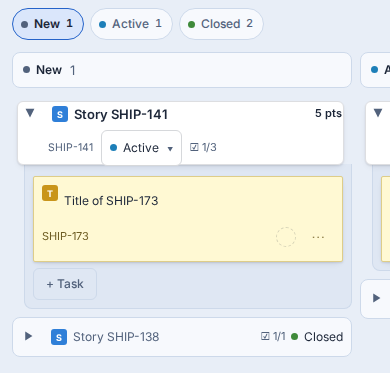 New 1 Active 1 Closed 2
New 1
S Story SHIP-141 5 pts
SHIP-141 Active 1/3
T Title of SHIP-173
SHIP-173 ...
+ Task
S Story SHIP-138 1/1 Closed